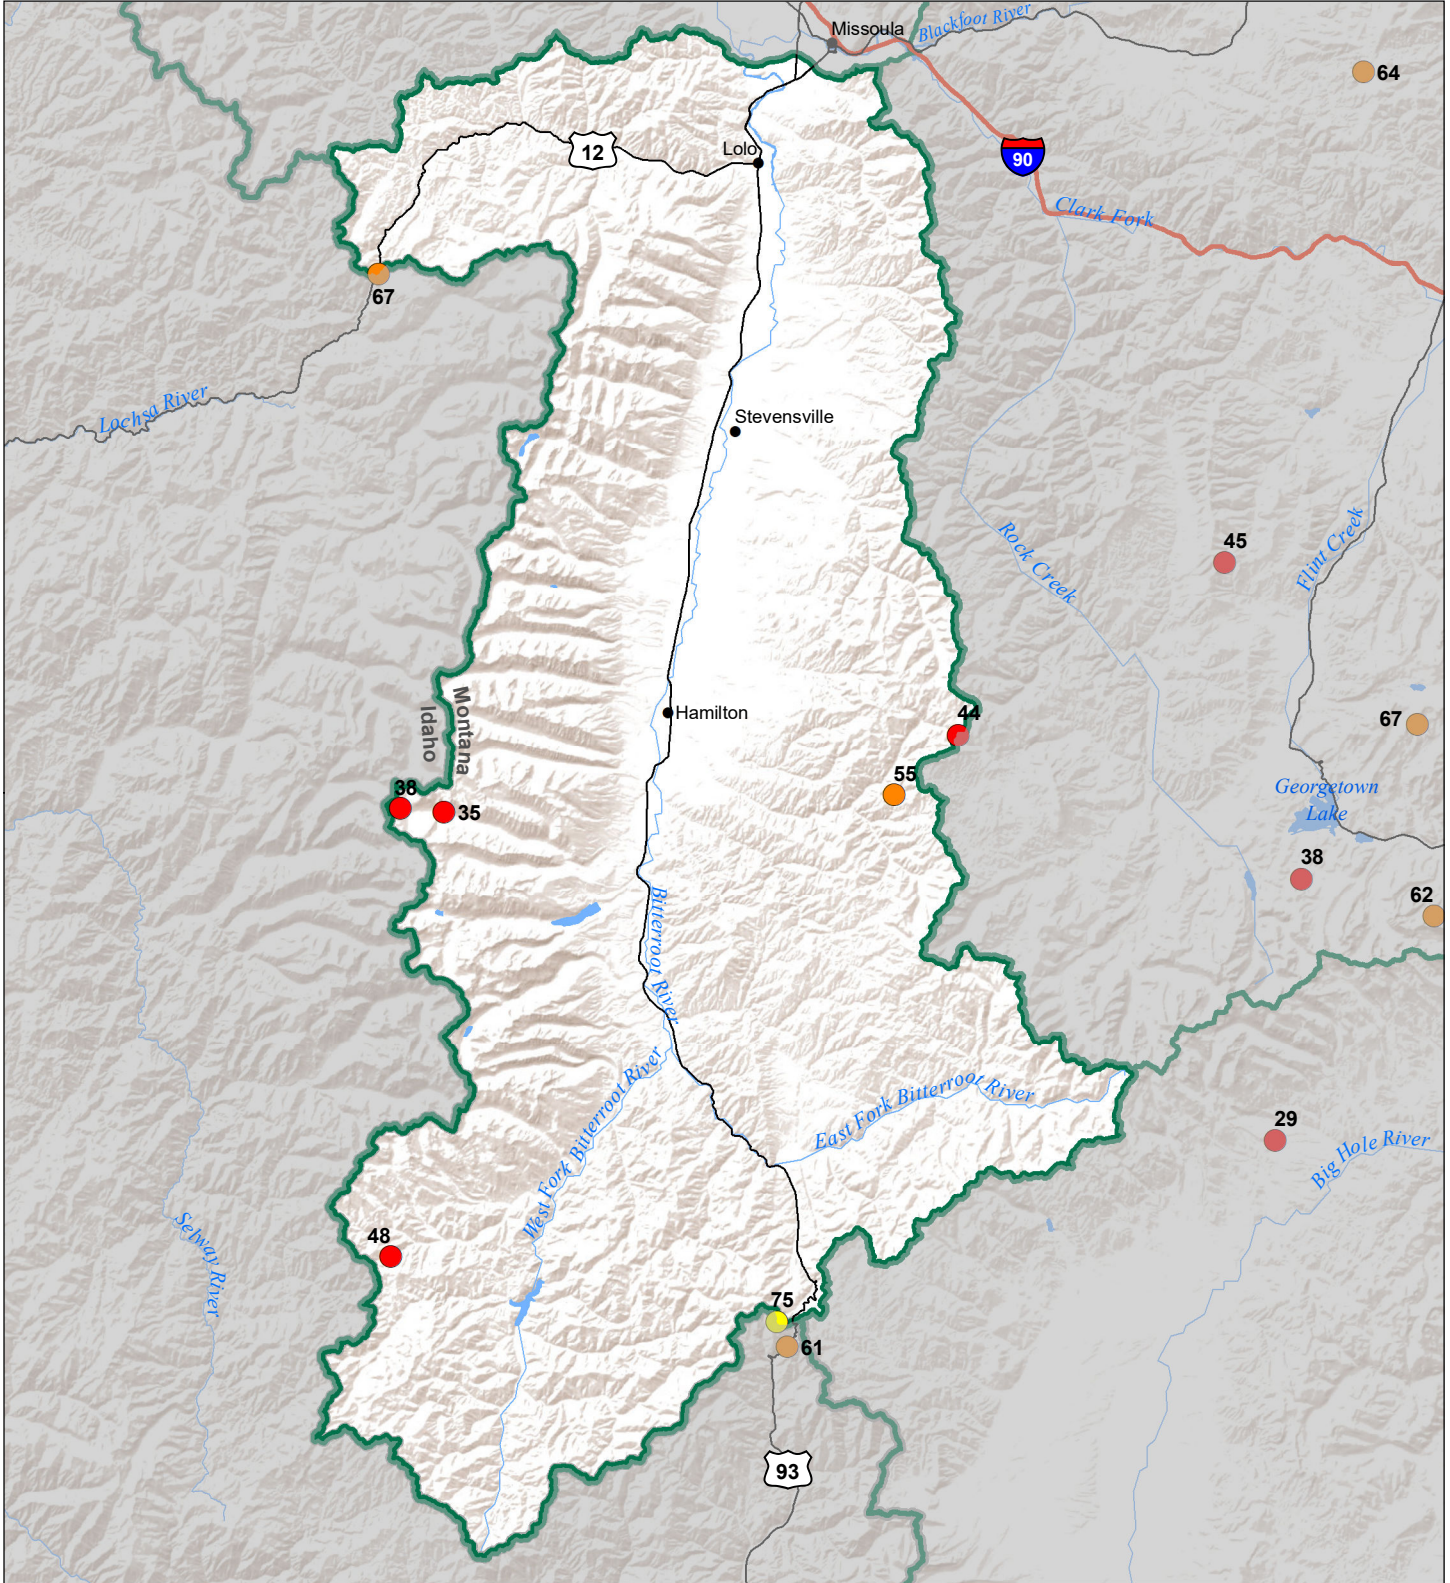 Missoula
Blackfoot River
64
12
Lolo
90
Clark Fork
67
Lochsa River
Stevensville
Rock Creek
45
Flint Creek
Montana
Idaho
Hamilton
44
67
38
35
55
Georgetown
Lake
38
62
Bitterroot River
West Fork Bitterroot River
East Fork Bitterroot River
29
Big Hole River
Selway River
48
75
61
93